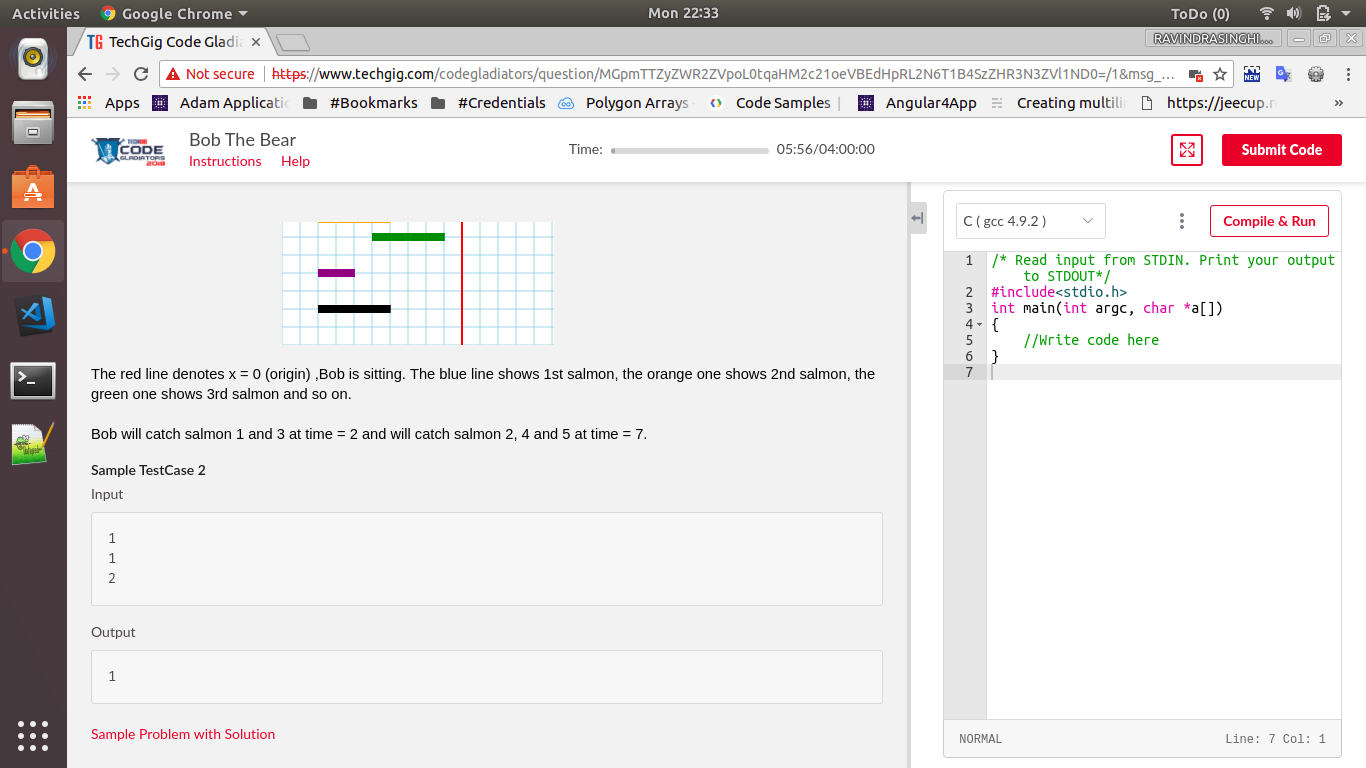 Activities
Google Chrome
Mon 22:33
ToDo (0)
TG TechGig Code Gladi
RAVINDRASINGHI...
Not secure
https://www.techgig.com/codegladiators/question/MGpmTTZyZWR2ZVpoL0tqaHM2c21oeVBEdHpRL2N6T1B4SzZHR3N3ZVl1ND0=/1&msg_...
Apps
Adam Applicatio
#Bookmarks
#Credentials
Polygon Arrays
Code Samples |
Angular4App
Creating multili
https://jeecup.n
»
TECHGIG CODE GLADIATORS 2018
Bob The Bear
Instructions Help
Time:
05:56/04:00:00
Submit Code
C ( gcc 4.9.2 )
Compile & Run
The red line denotes x = 0 (origin) ,Bob is sitting. The blue line shows 1st salmon, the orange one shows 2nd salmon, the
green one shows 3rd salmon and so on.
Bob will catch salmon 1 and 3 at time = 2 and will catch salmon 2, 4 and 5 at time = 7.
Sample TestCase 2
Input
1
1
2
Output
1
Sample Problem with Solution
1 /* Read input from STDIN. Print your output
to STDOUT*/
2 #include<stdio.h>
3 int main(int argc, char *a[])
4 {
5 //Write code here
6 }
7
NORMAL
Line: 7 Col: 1